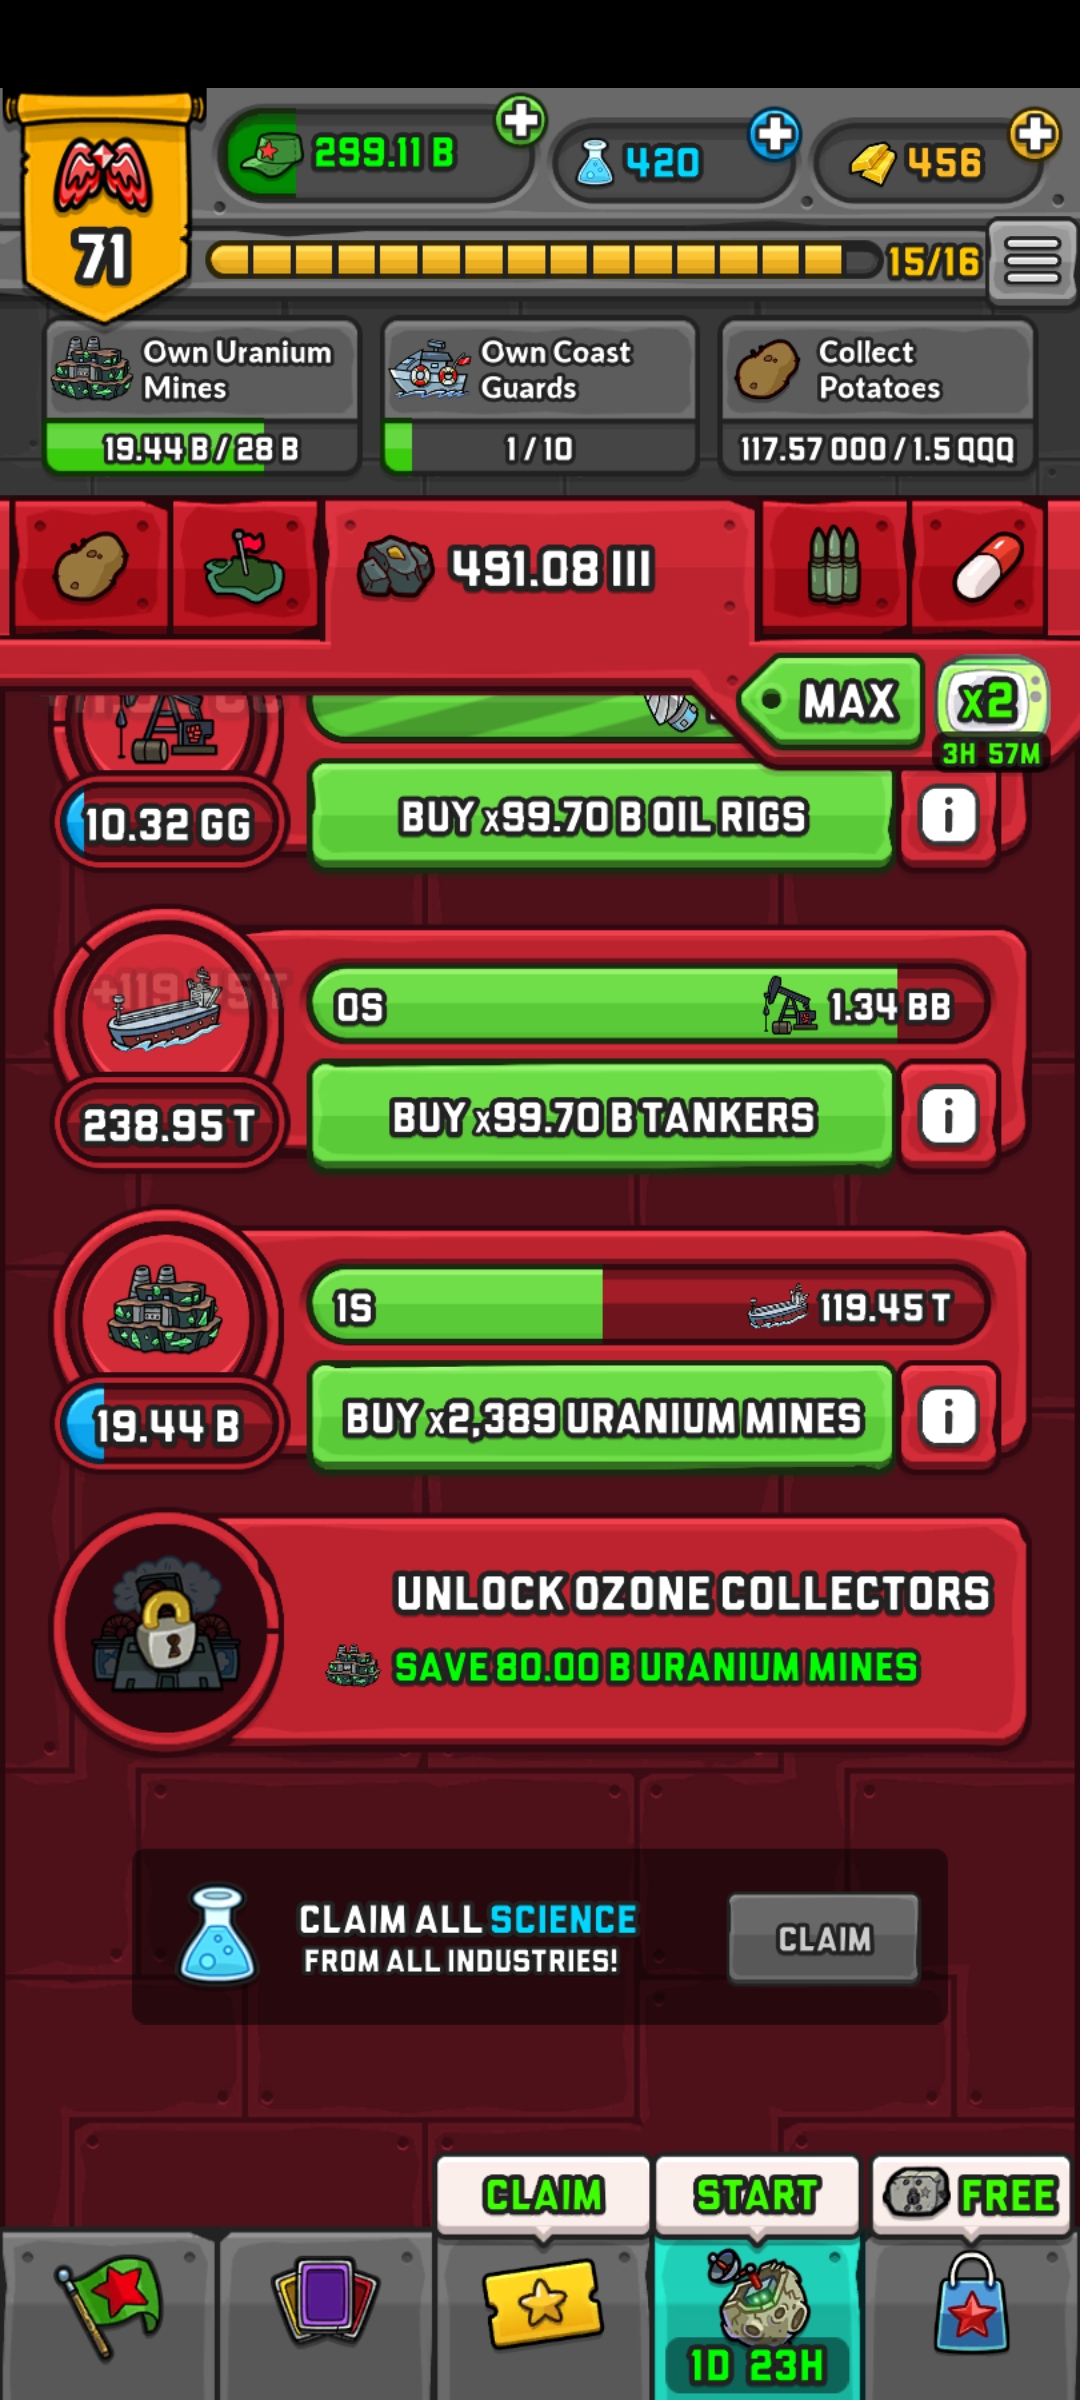 299.11 B
420
456
71
15/16
Own Uranium
Mines
19.44 B / 28 B
Own Coast
Guards
1 / 10
Collect
Potatoes
117.57 000 / 1.5 QQQ
491.08 III
MAX
x2
3H 57M
10.32 GG
BUY x99.70 B OIL RIGS
i
0S
1.34 BB
238.95 T
BUY x99.70 B TANKERS
i
1S
119.45 T
19.44 B
BUY x2,389 URANIUM MINES
i
UNLOCK OZONE COLLECTORS
SAVE 80.00 B URANIUM MINES
CLAIM ALL SCIENCE
FROM ALL INDUSTRIES!
CLAIM
CLAIM
START
FREE
1D 23H